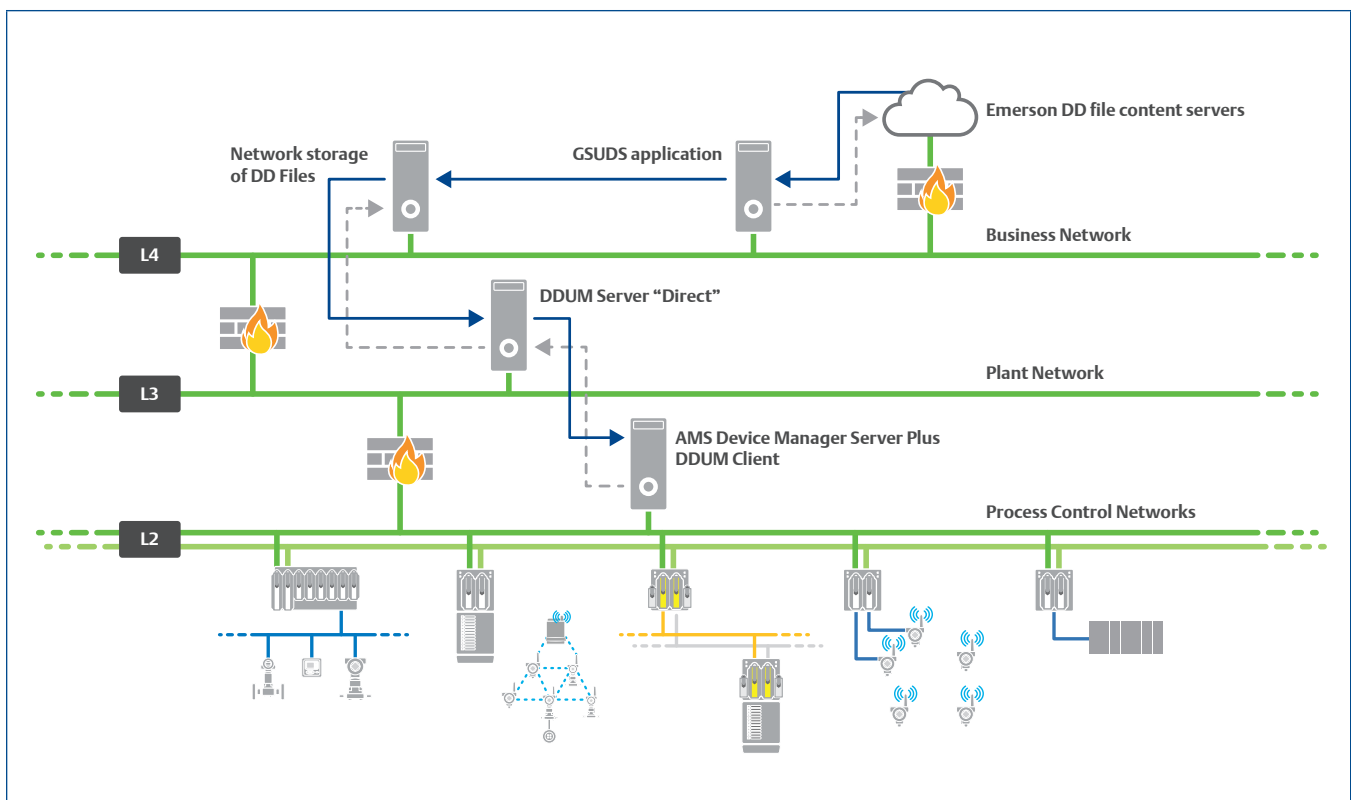 Emerson DD file content servers
Network storage
of DD Files
GSUDS application
Business Network
L4
DDUM Server “Direct”
Plant Network
L3
AMS Device Manager Server Plus
DDUM Client
Process Control Networks
L2